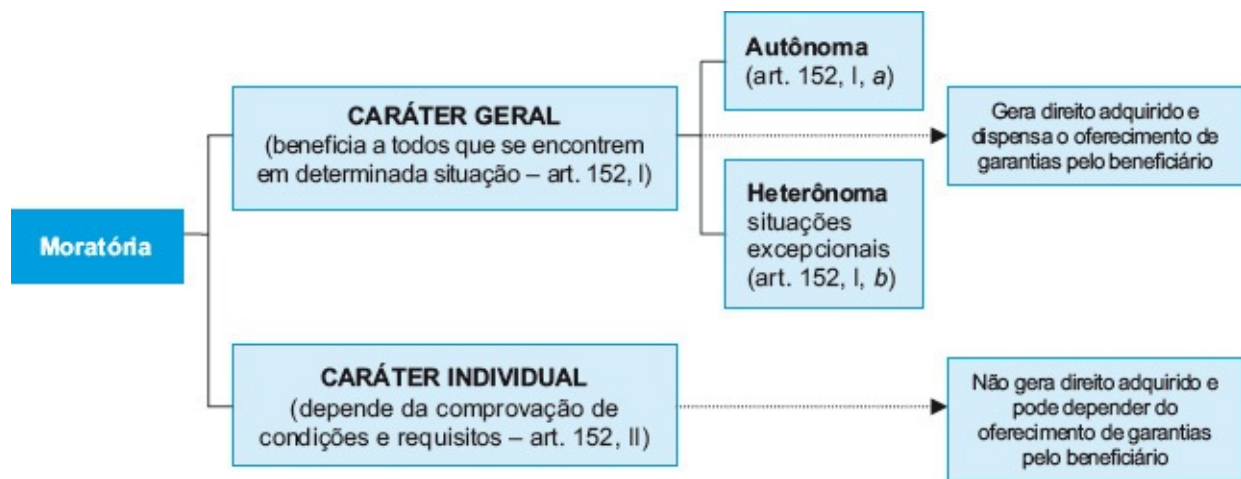 Moratória
CARÁTER GERAL
(beneficia a todos que se encontrem
em determinada situação – art. 152, I)
Autônoma
(art. 152, I, a)
Heterônoma
situações
excepcionais
(art. 152, I, b)
Gera direito adquirido e
dispensa o oferecimento de
garantias pelo beneficiário
CARÁTER INDIVIDUAL
(depende da comprovação de
condições e requisitos – art. 152, II)
Não gera direito adquirido e
pode depender do
oferecimento de garantias
pelo beneficiário